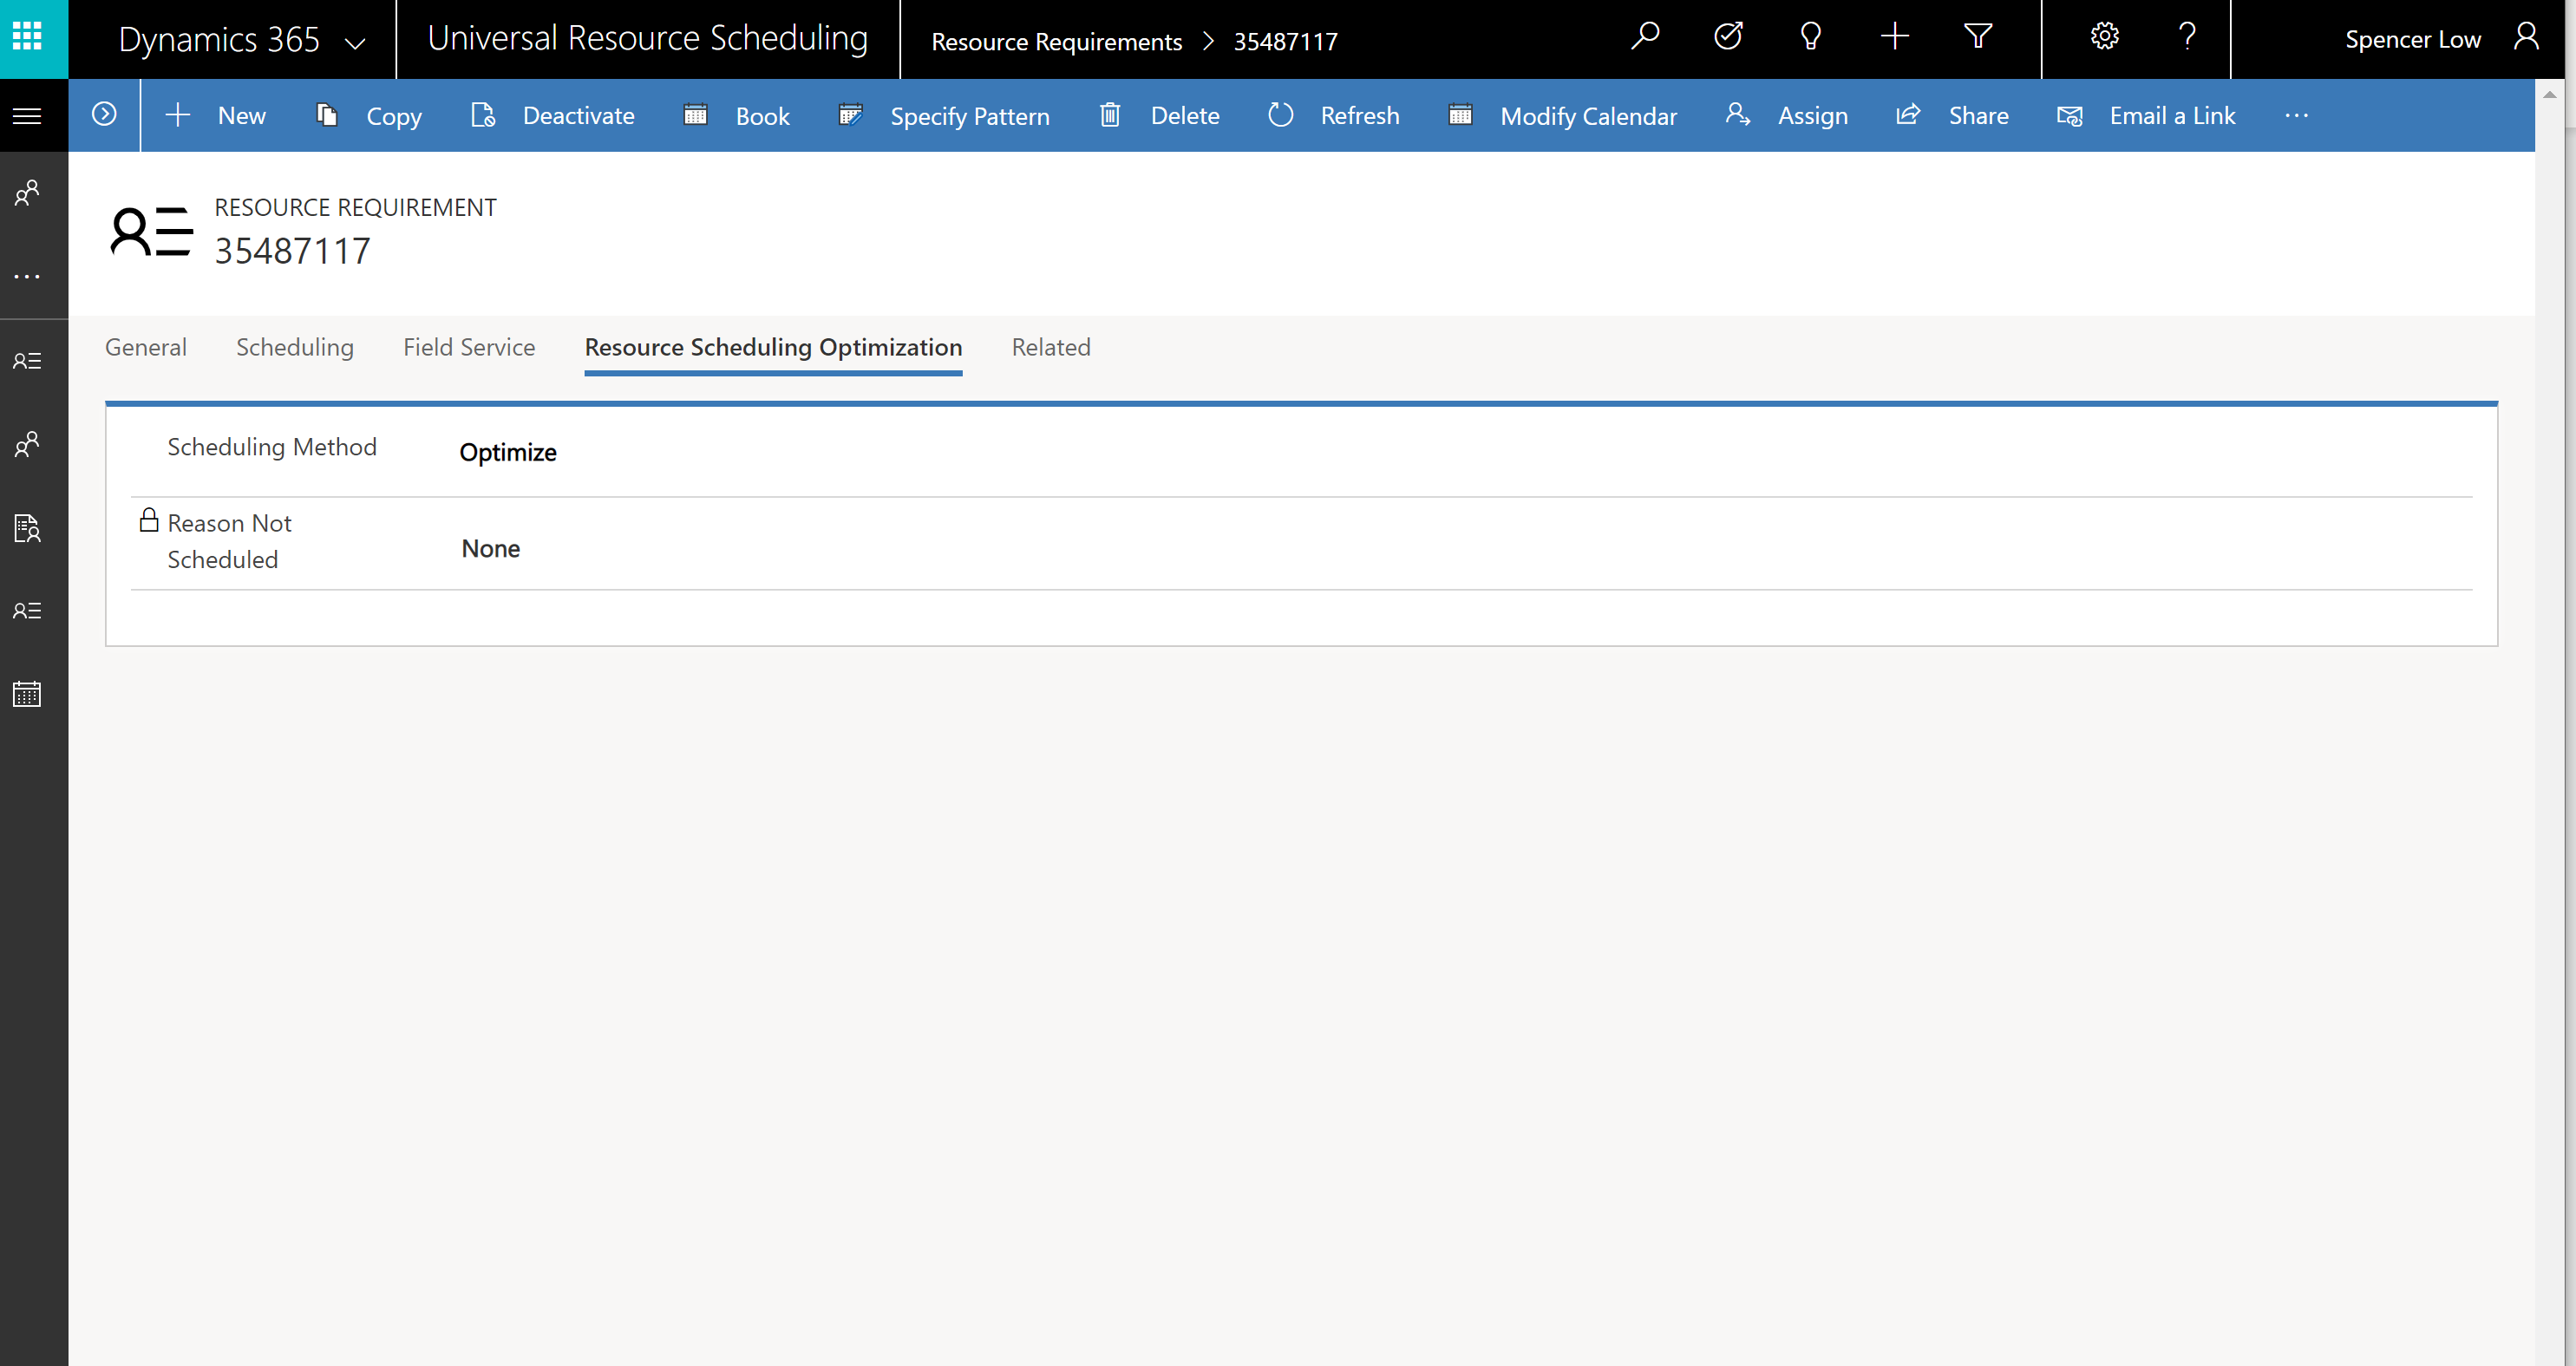 Dynamics 365 Universal Resource Scheduling Resource Requirements > 35487117 Spencer Low
New Copy Deactivate Book Specify Pattern Delete Refresh Modify Calendar Assign Share Email a Link ...
RESOURCE REQUIREMENT
35487117
General Scheduling Field Service Resource Scheduling Optimization Related
Scheduling Method Optimize
Reason Not
Scheduled
None